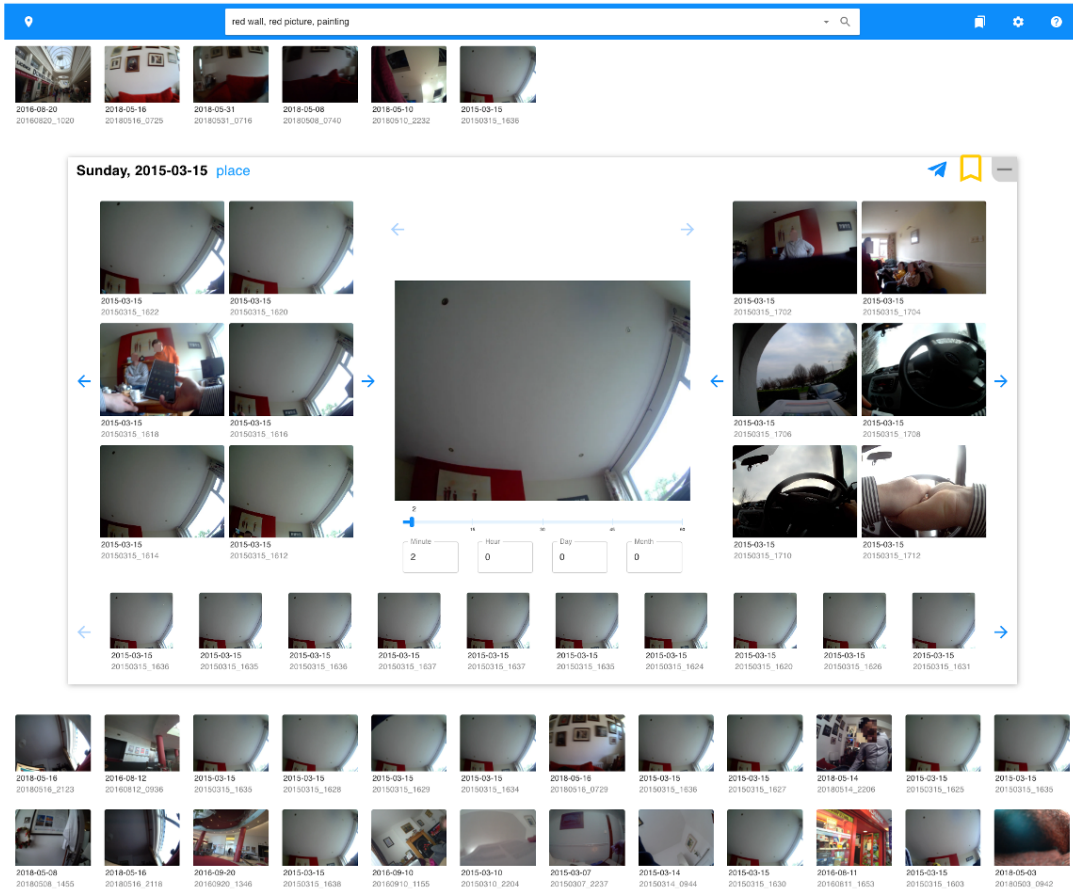 red wall, red picture, painting
2016-08-20 2018-05-16 2018-05-31 2018-05-08 2018-05-10 2015-03-15
20160820_1020 20180516_0725 20180531_0716 20180508_0740 20180510_2232 20150315_1636
Sunday, 2015-03-15 place
2015-03-15 2015-03-15
20150315_1622 20150315_1620
2015-03-15 2015-03-15
20150315_1618 20150315_1616
2015-03-15 2015-03-15
20150315_1614 20150315_1612
2
15 30 45 60
Minute Hour Day Month
2 0 0 0
2015-03-15 2015-03-15
20150315_1702 20150315_1704
2015-03-15 2015-03-15
20150315_1706 20150315_1708
2015-03-15 2015-03-15
20150315_1710 20150315_1712
2015-03-15 2015-03-15 2015-03-15 2015-03-15 2015-03-15 2015-03-15 2015-03-15 2015-03-15 2015-03-15 2015-03-15
20150315_1636 20150315_1635 20150315_1636 20150315_1637 20150315_1637 20150315_1635 20150315_1624 20150315_1620 20150315_1626 20150315_1631
2018-05-16 2016-08-12 2015-03-15 2015-03-15 2015-03-15 2015-03-15 2018-05-16 2015-03-15 2015-03-15 2018-05-14 2015-03-15 2018-05-03
20180516_2123 20160812_0936 20150315_1635 20150315_1628 20150315_1629 20150315_1634 20180516_0729 20150315_1636 20150315_1627 20180514_2206 20150315_1625 20150315_1635
2018-05-08 2018-05-16 2016-09-20 2015-03-15 2016-09-10 2015-03-10 2015-03-07 2015-03-14 2015-03-15 2016-08-11 2015-03-15 2018-05-03
20180508_1455 20180516_2118 20160920_1346 20150315_1638 20160910_1155 20150310_2204 20150307_2237 20150314_0944 20150315_1630 20160811_1653 20150315_1603 20180503_0942